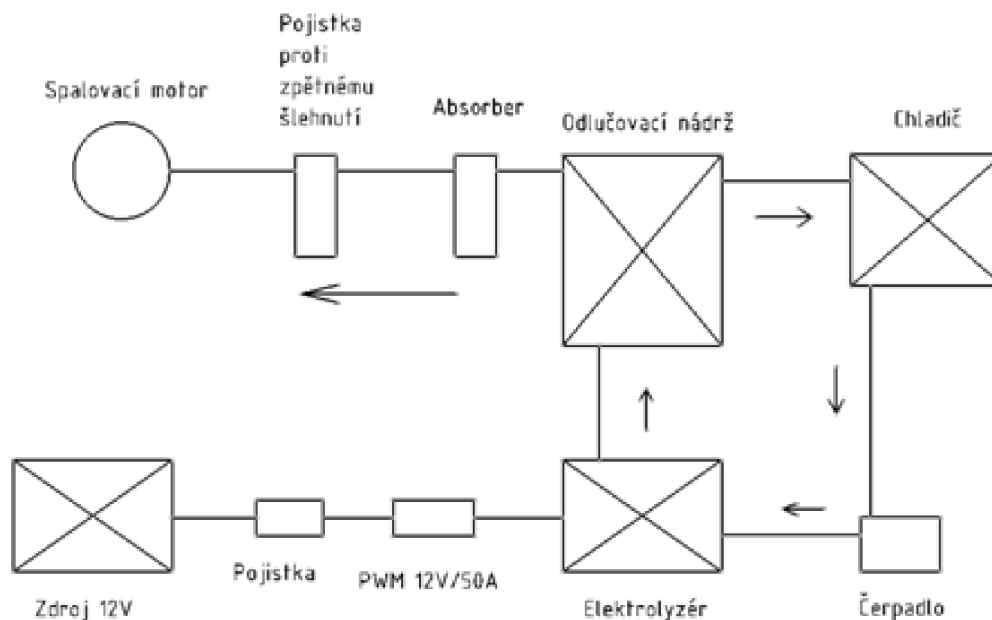 Pojistka
proti
zpětnému
šlehnutí
Spalovací motor
Absorber
Odlučovací nádrž
Chladič
Pojistka
PWM 12V/50A
Zdroj 12V
Elektrolyzér
Čerpadlo